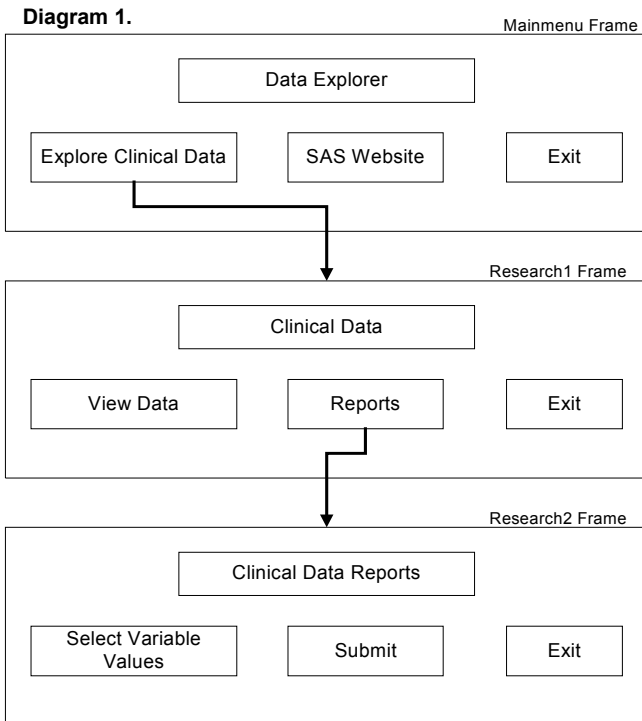 Diagram 1.
Mainmenu Frame
Data Explorer
Explore Clinical Data
SAS Website
Exit
Research1 Frame
Clinical Data
View Data
Reports
Exit
Research2 Frame
Clinical Data Reports
Select Variable
Values
Submit
Exit